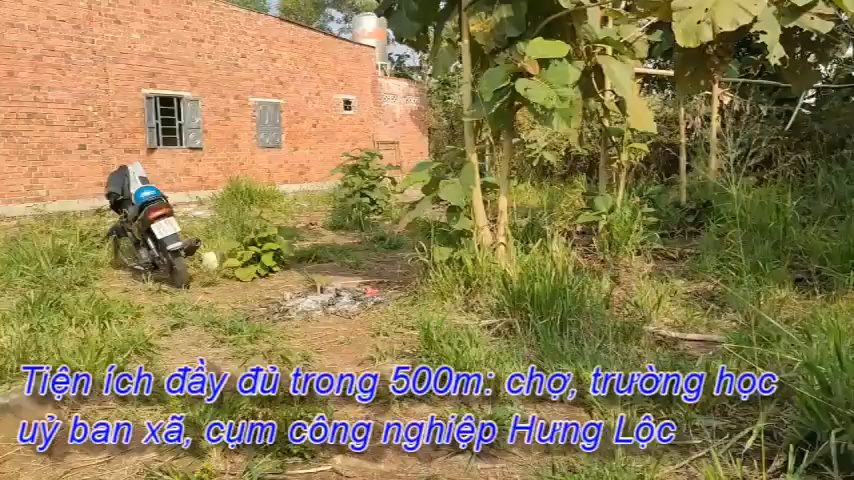 Tiện ích đầy đủ trong 500m: chợ, trường học
uỷ ban xã, cụm công nghiệp Hưng Lộc